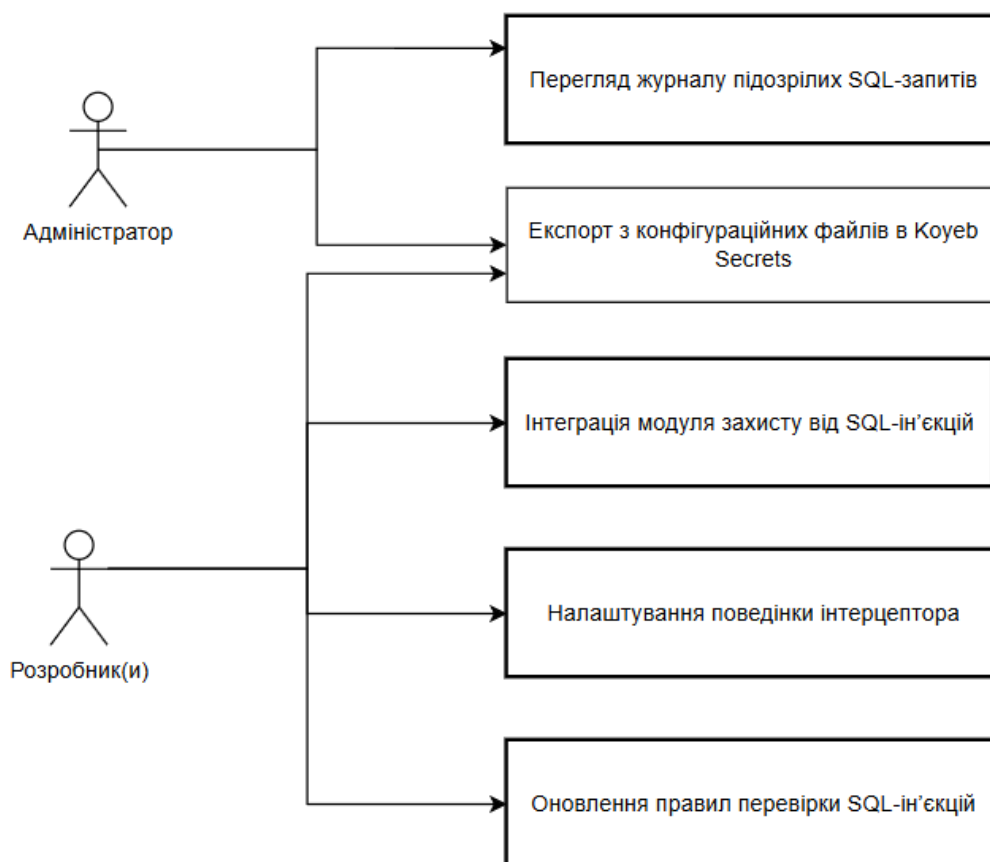 Перегляд журналу підозрілих SQL-запитів
Адміністратор
Експорт з конфігураційних файлів в Koyeb
Secrets
Інтеграція модуля захисту від SQL-ін’єкцій
Налаштування поведінки інтерцептора
Розробник(и)
Оновлення правил перевірки SQL-ін’єкцій